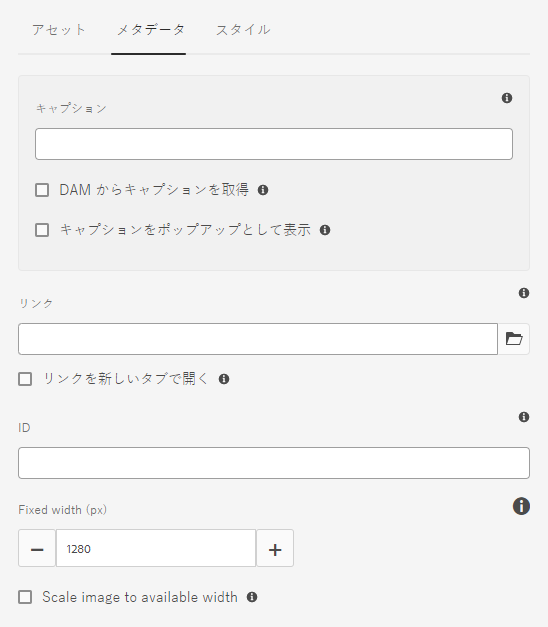 アセット メタデータ スタイル
キャプション
DAM からキャプションを取得
キャプションをポップアップとして表示
リンク
リンクを新しいタブで開く
ID
Fixed width (px)
1280
Scale image to available width